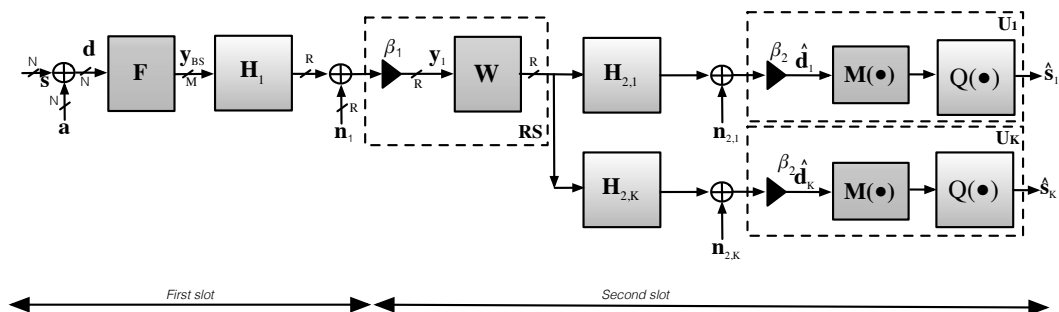 N
s
N
a
d
N
F
y_BS
M
H_1
R
R
n_1
β_1
R
y_1
W
R
RS
H_2,1
n_2,1
β_2
d̂_1
M(●)
Q(●)
U_1
ŝ_1
H_2,K
n_2,K
β_2
d̂_K
M(●)
Q(●)
U_K
ŝ_K
First slot
Second slot